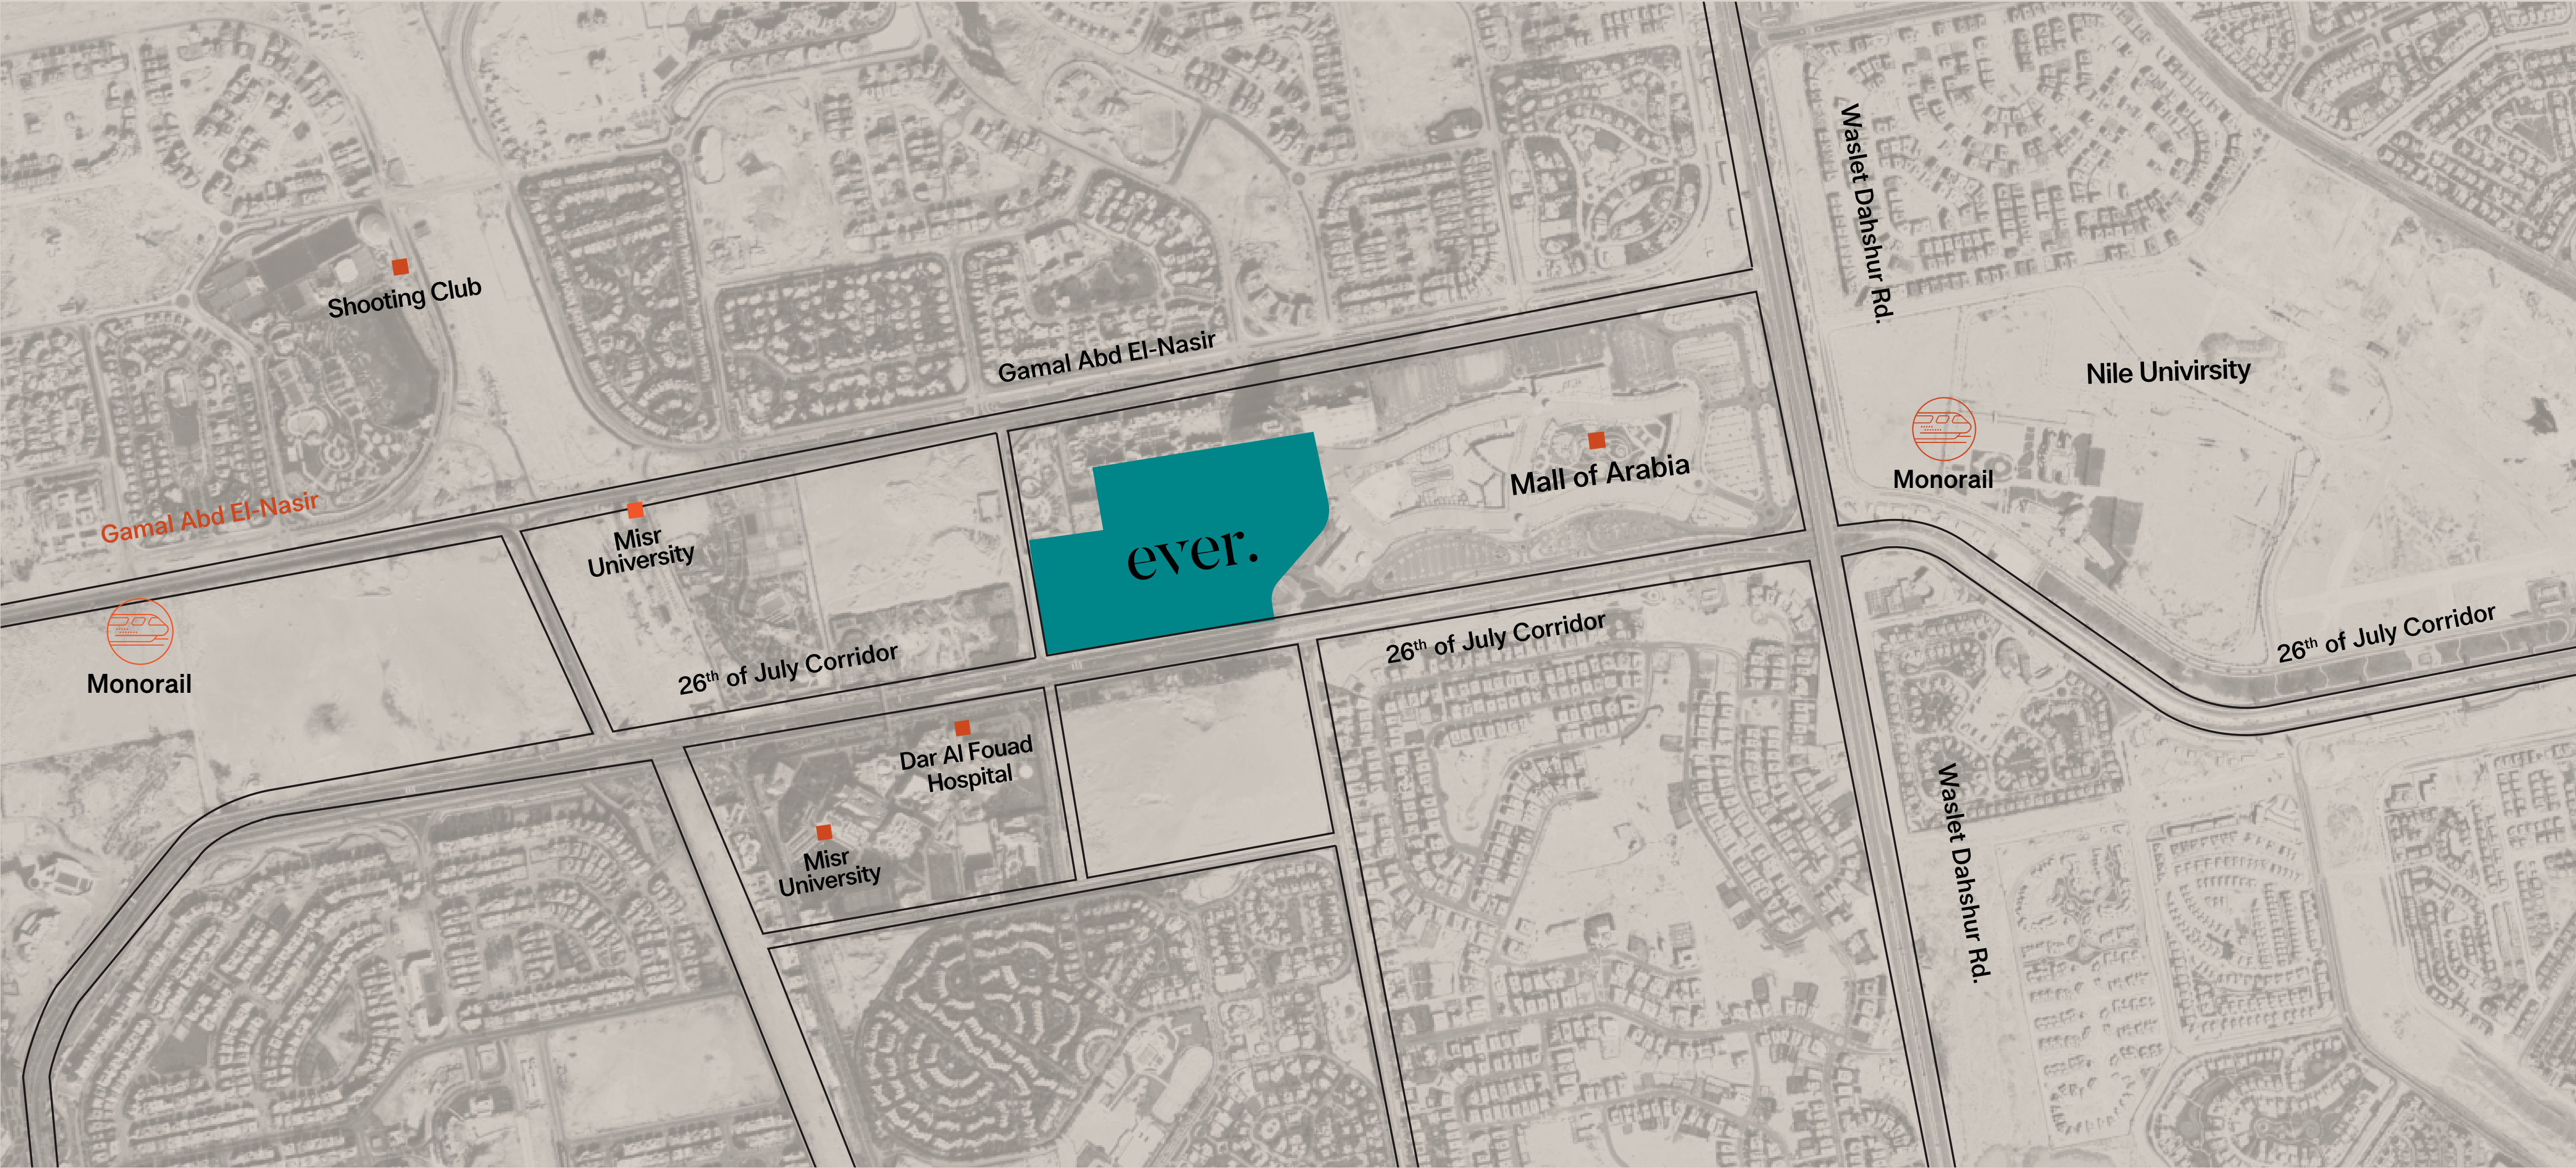 Waslet Dahshur Rd.
Shooting Club
Gamal Abd El-Nasir
Nile Univirsity
Mall of Arabia
Monorail
Gamal Abd El-Nasir
Misr
University
ever.
Monorail
26th of July Corridor
26th of July Corridor
26th of July Corridor
Dar Al Fouad
Hospital
Misr
University
Waslet Dahshur Rd.